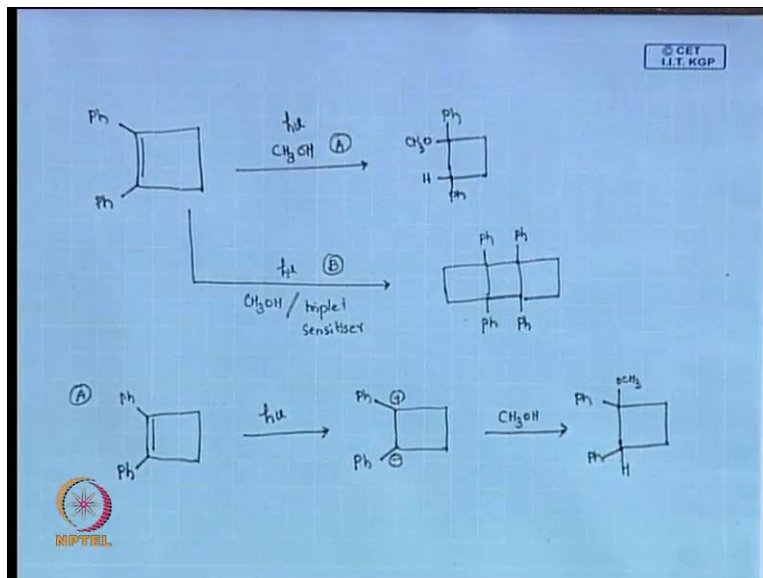 © CET
I.I.T. KGP
Ph
Ph
hν
CH3OH Ⓐ
Ph
CH3O
H
Ph
hν Ⓑ
CH3OH / triplet
sensitiser
Ph Ph
Ph Ph
Ⓐ Ph
Ph
hν
Ph ⊕
Ph ⊖
CH3OH
OCH3
Ph
Ph
H
NPTEL